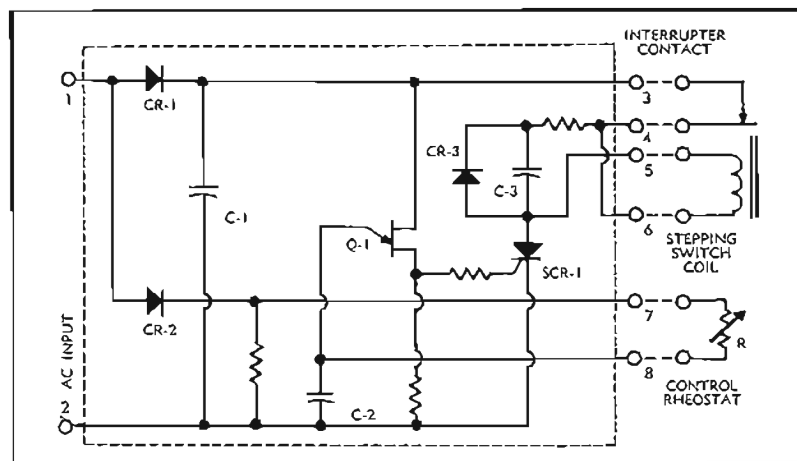 INTERRUPTER
CONTACT
1
CR-1
3
4
CR-3
5
C-3
C-1
Q-1
6
SCR-1
STEPPING
SWITCH
COIL
CR-2
7
R
AC INPUT
8
C-2
CONTROL
RHEOSTAT
2